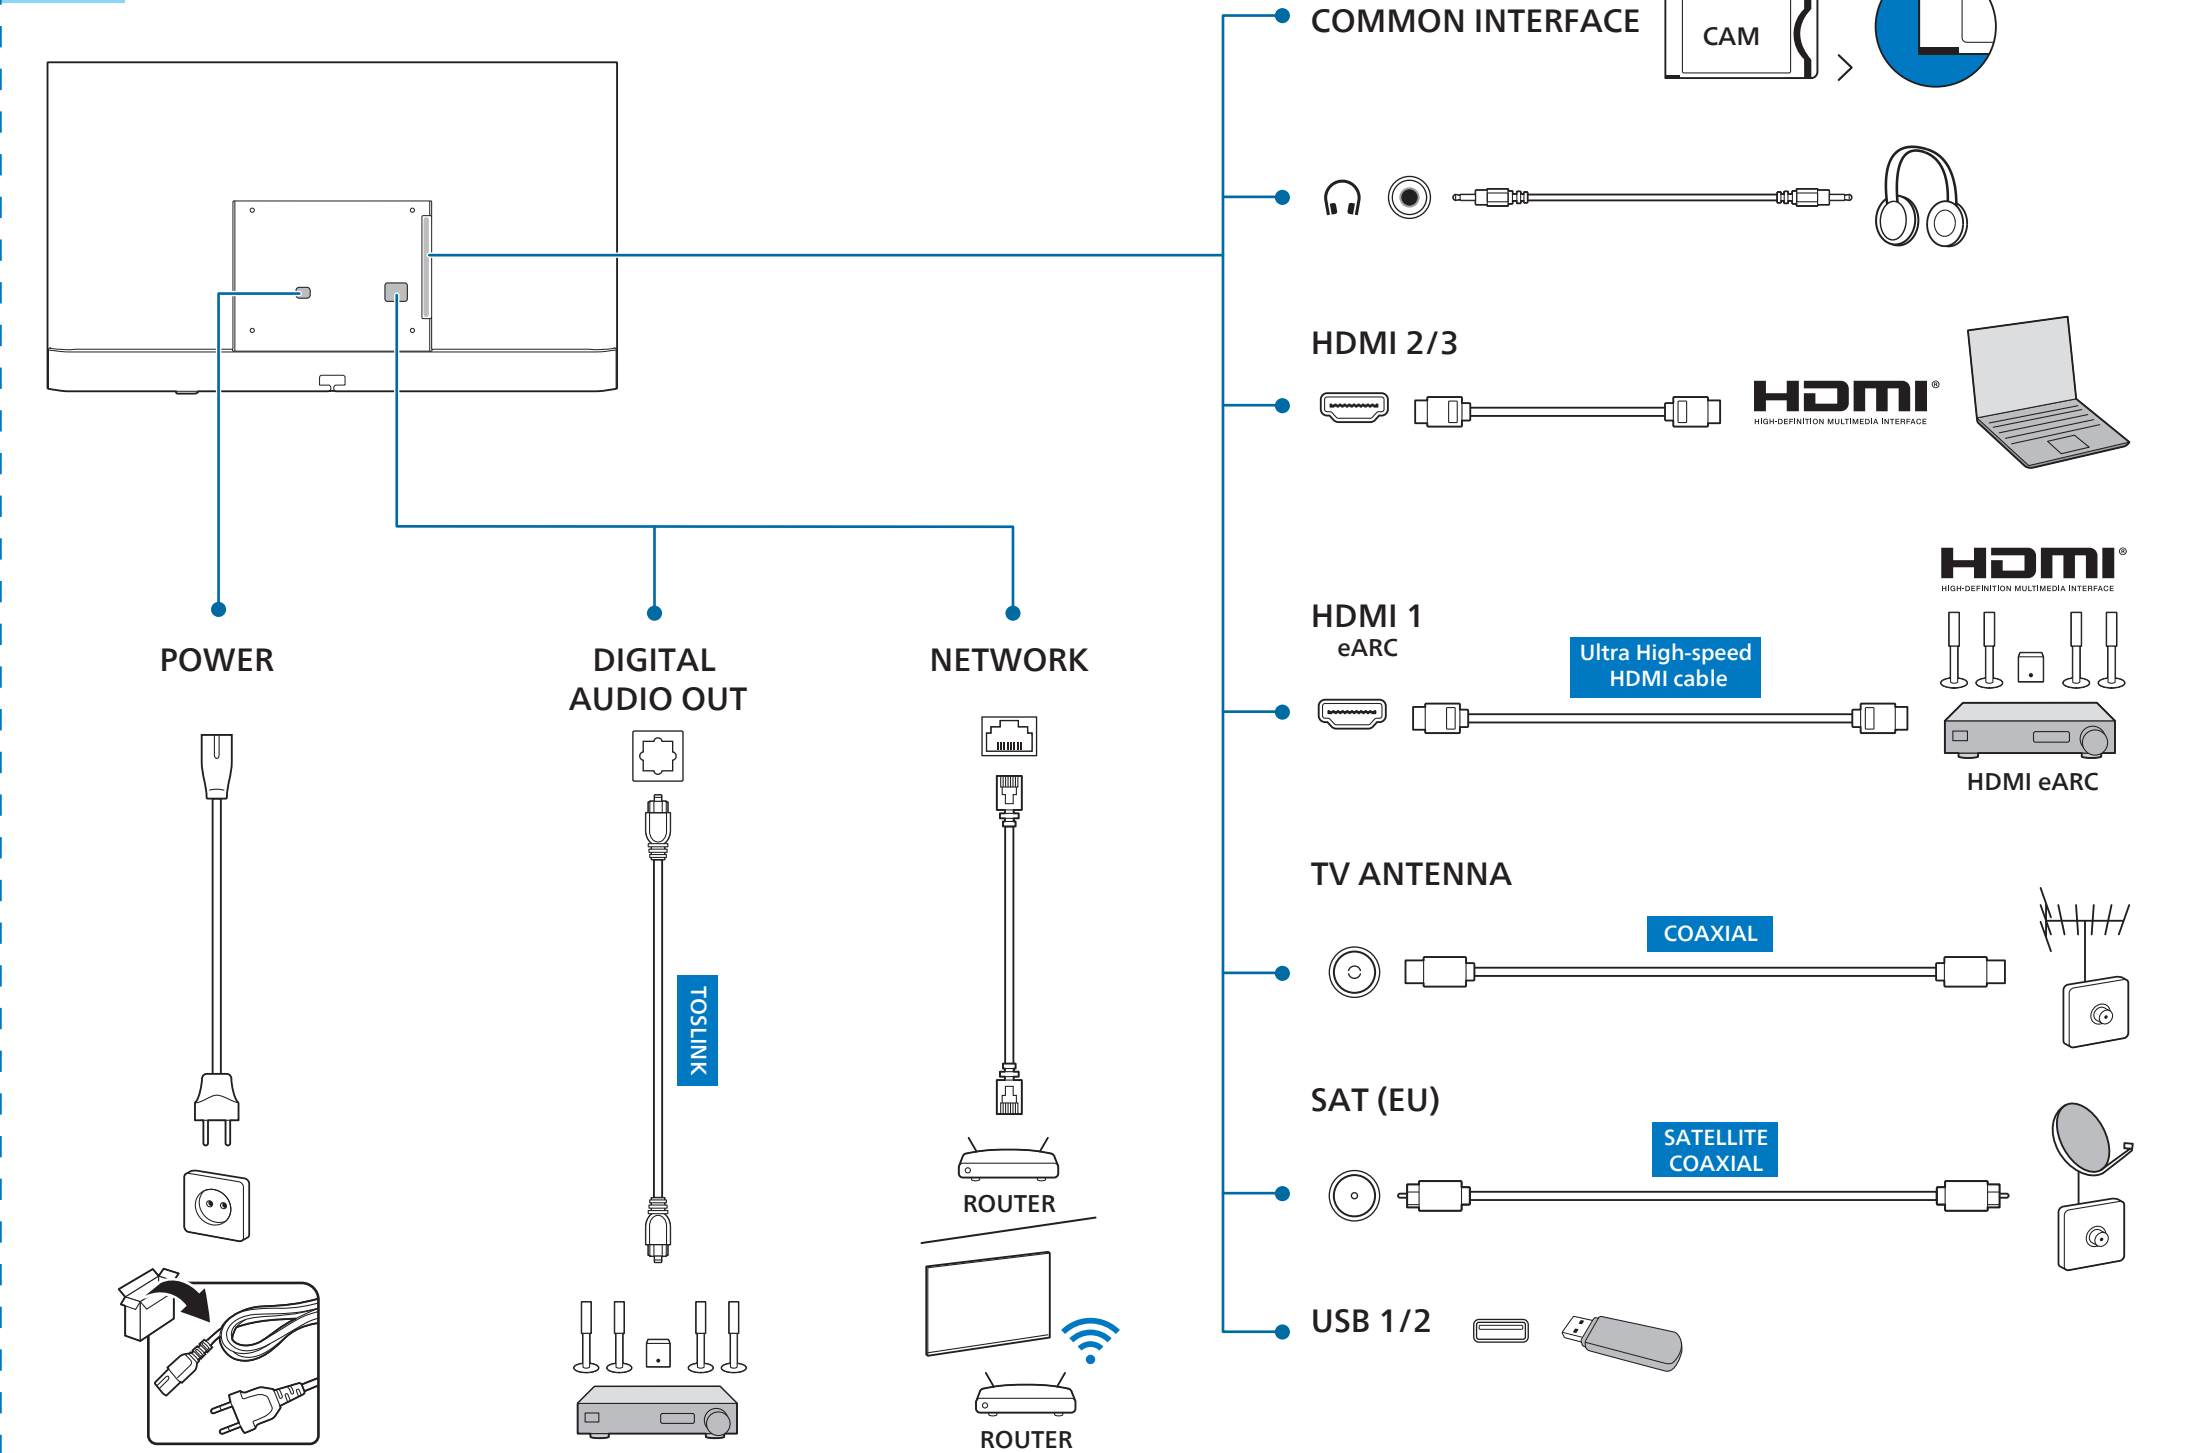 COMMON INTERFACE
CAM
HDMI 2/3
HDMI®
HIGH-DEFINITION MULTIMEDIA INTERFACE
HDMI®
HIGH-DEFINITION MULTIMEDIA INTERFACE
HDMI 1
eARC
Ultra High-speed
HDMI cable
HDMI eARC
TV ANTENNA
COAXIAL
SAT (EU)
SATELLITE
COAXIAL
USB 1/2
POWER
DIGITAL
AUDIO OUT
TOSLINK
NETWORK
ROUTER
ROUTER